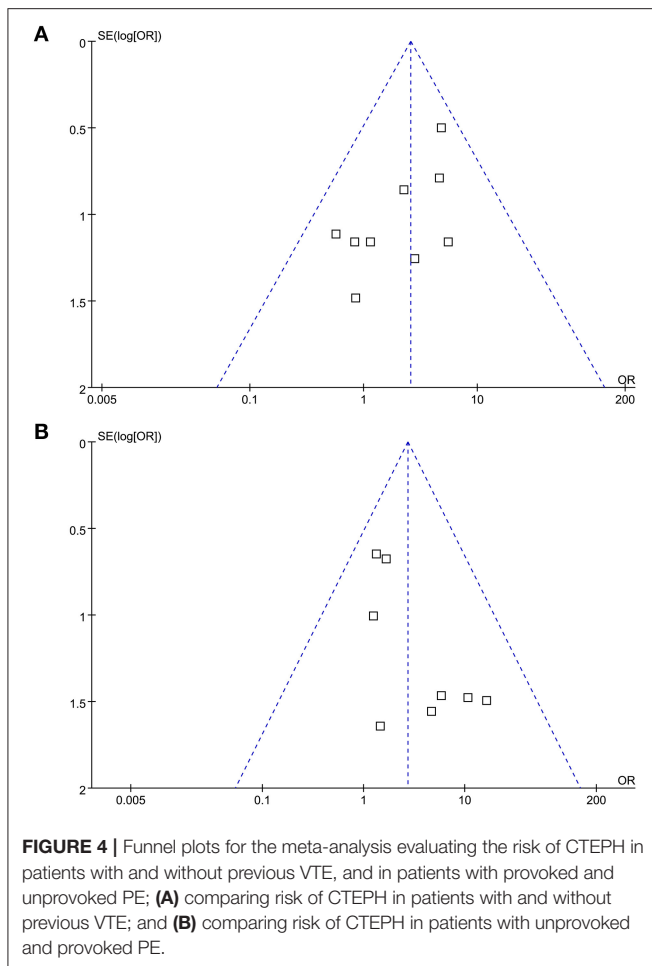 A
SE(log[OR])
0
0.5
1
1.5
2
0.005 0.1 1 10 200
OR
B
SE(log[OR])
0
0.5
1
1.5
2
0.005 0.1 1 10 200
OR
FIGURE 4 | Funnel plots for the meta-analysis evaluating the risk of CTEPH in
patients with and without previous VTE, and in patients with provoked and
unprovoked PE; (A) comparing risk of CTEPH in patients with and without
previous VTE; and (B) comparing risk of CTEPH in patients with unprovoked
and provoked PE.